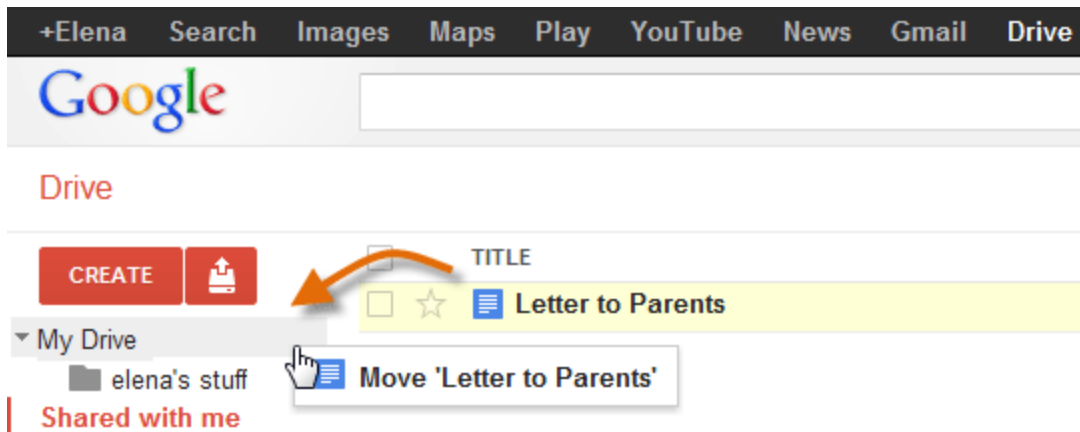 +Elena Search Images Maps Play YouTube News Gmail Drive
Google
Drive
CREATE
TITLE
Letter to Parents
My Drive
Move 'Letter to Parents'
elena's stuff
Shared with me